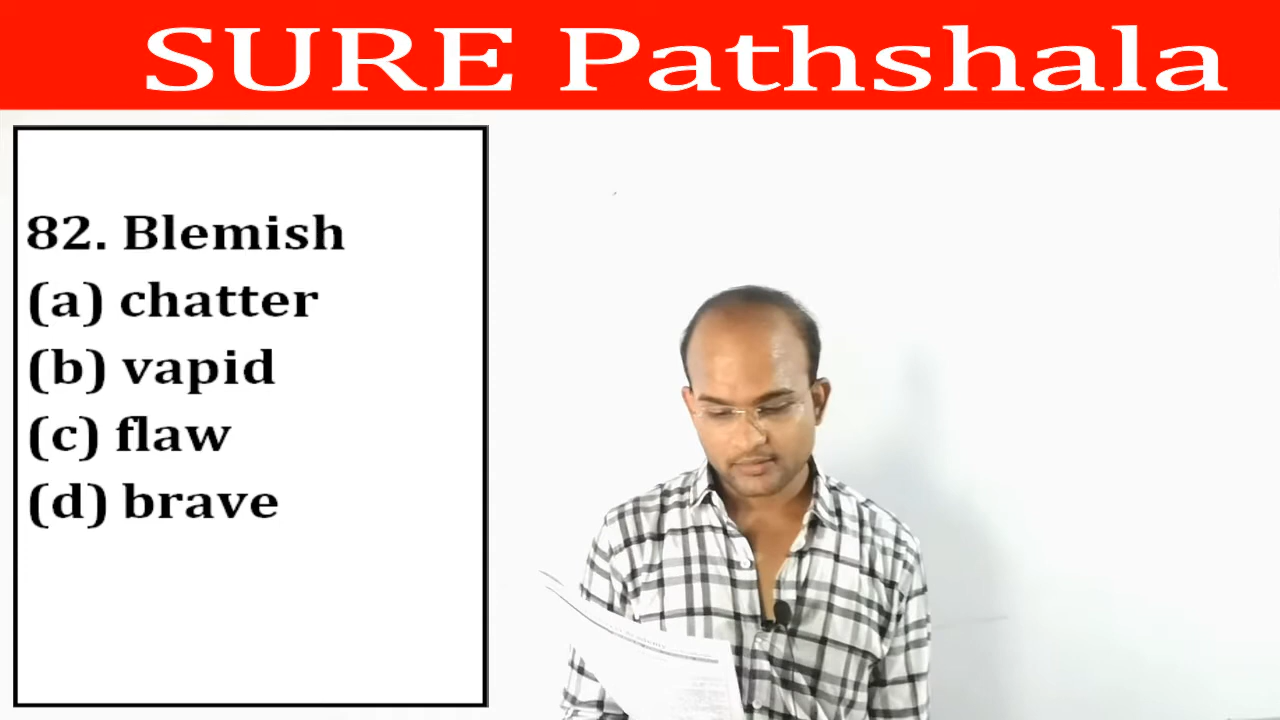 SURE Pathshala
82. Blemish
(a) chatter
(b) vapid
(c) flaw
(d) brave